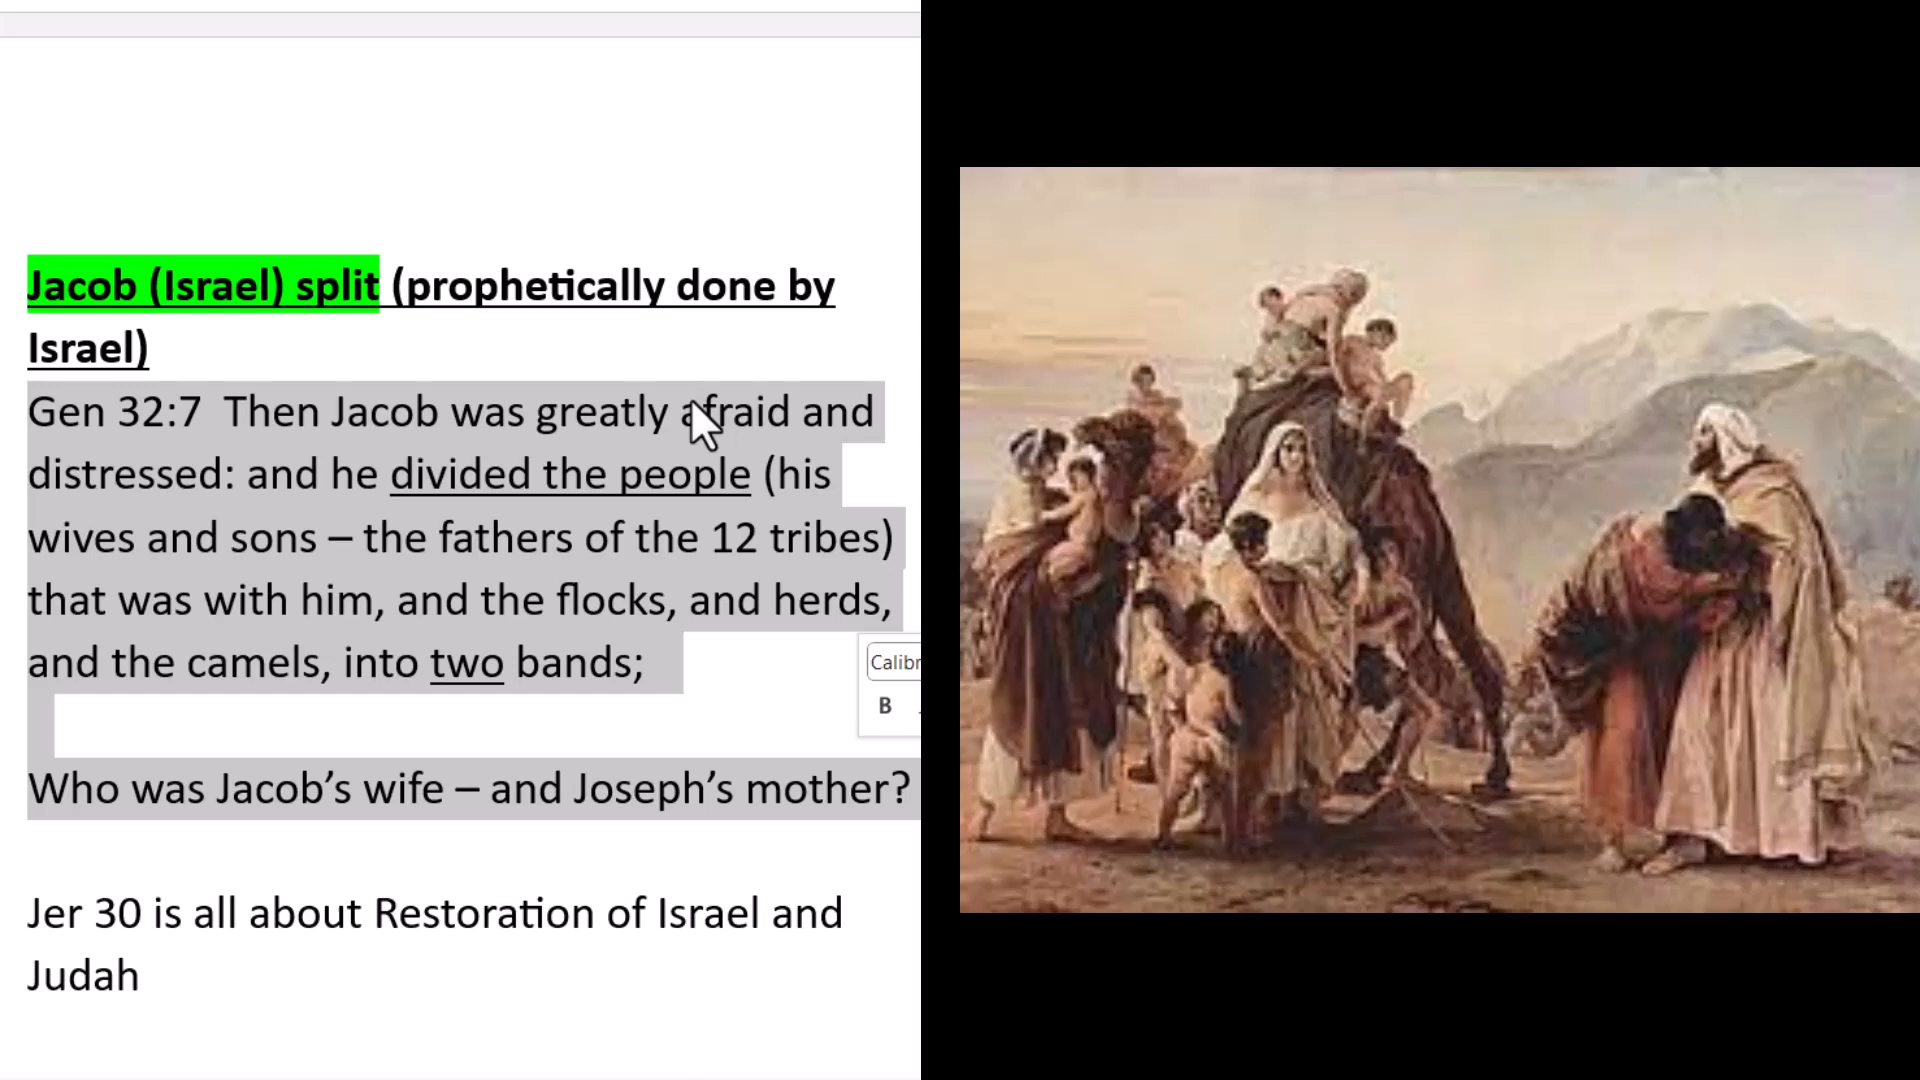 Jacob (Israel) split (prophetically done by
Israel)
Gen 32:7  Then Jacob was greatly afraid and
distressed: and he divided the people (his
wives and sons – the fathers of the 12 tribes)
that was with him, and the flocks, and herds,
and the camels, into two bands;
Calibr
B
Who was Jacob’s wife – and Joseph’s mother?
Jer 30 is all about Restoration of Israel and
Judah